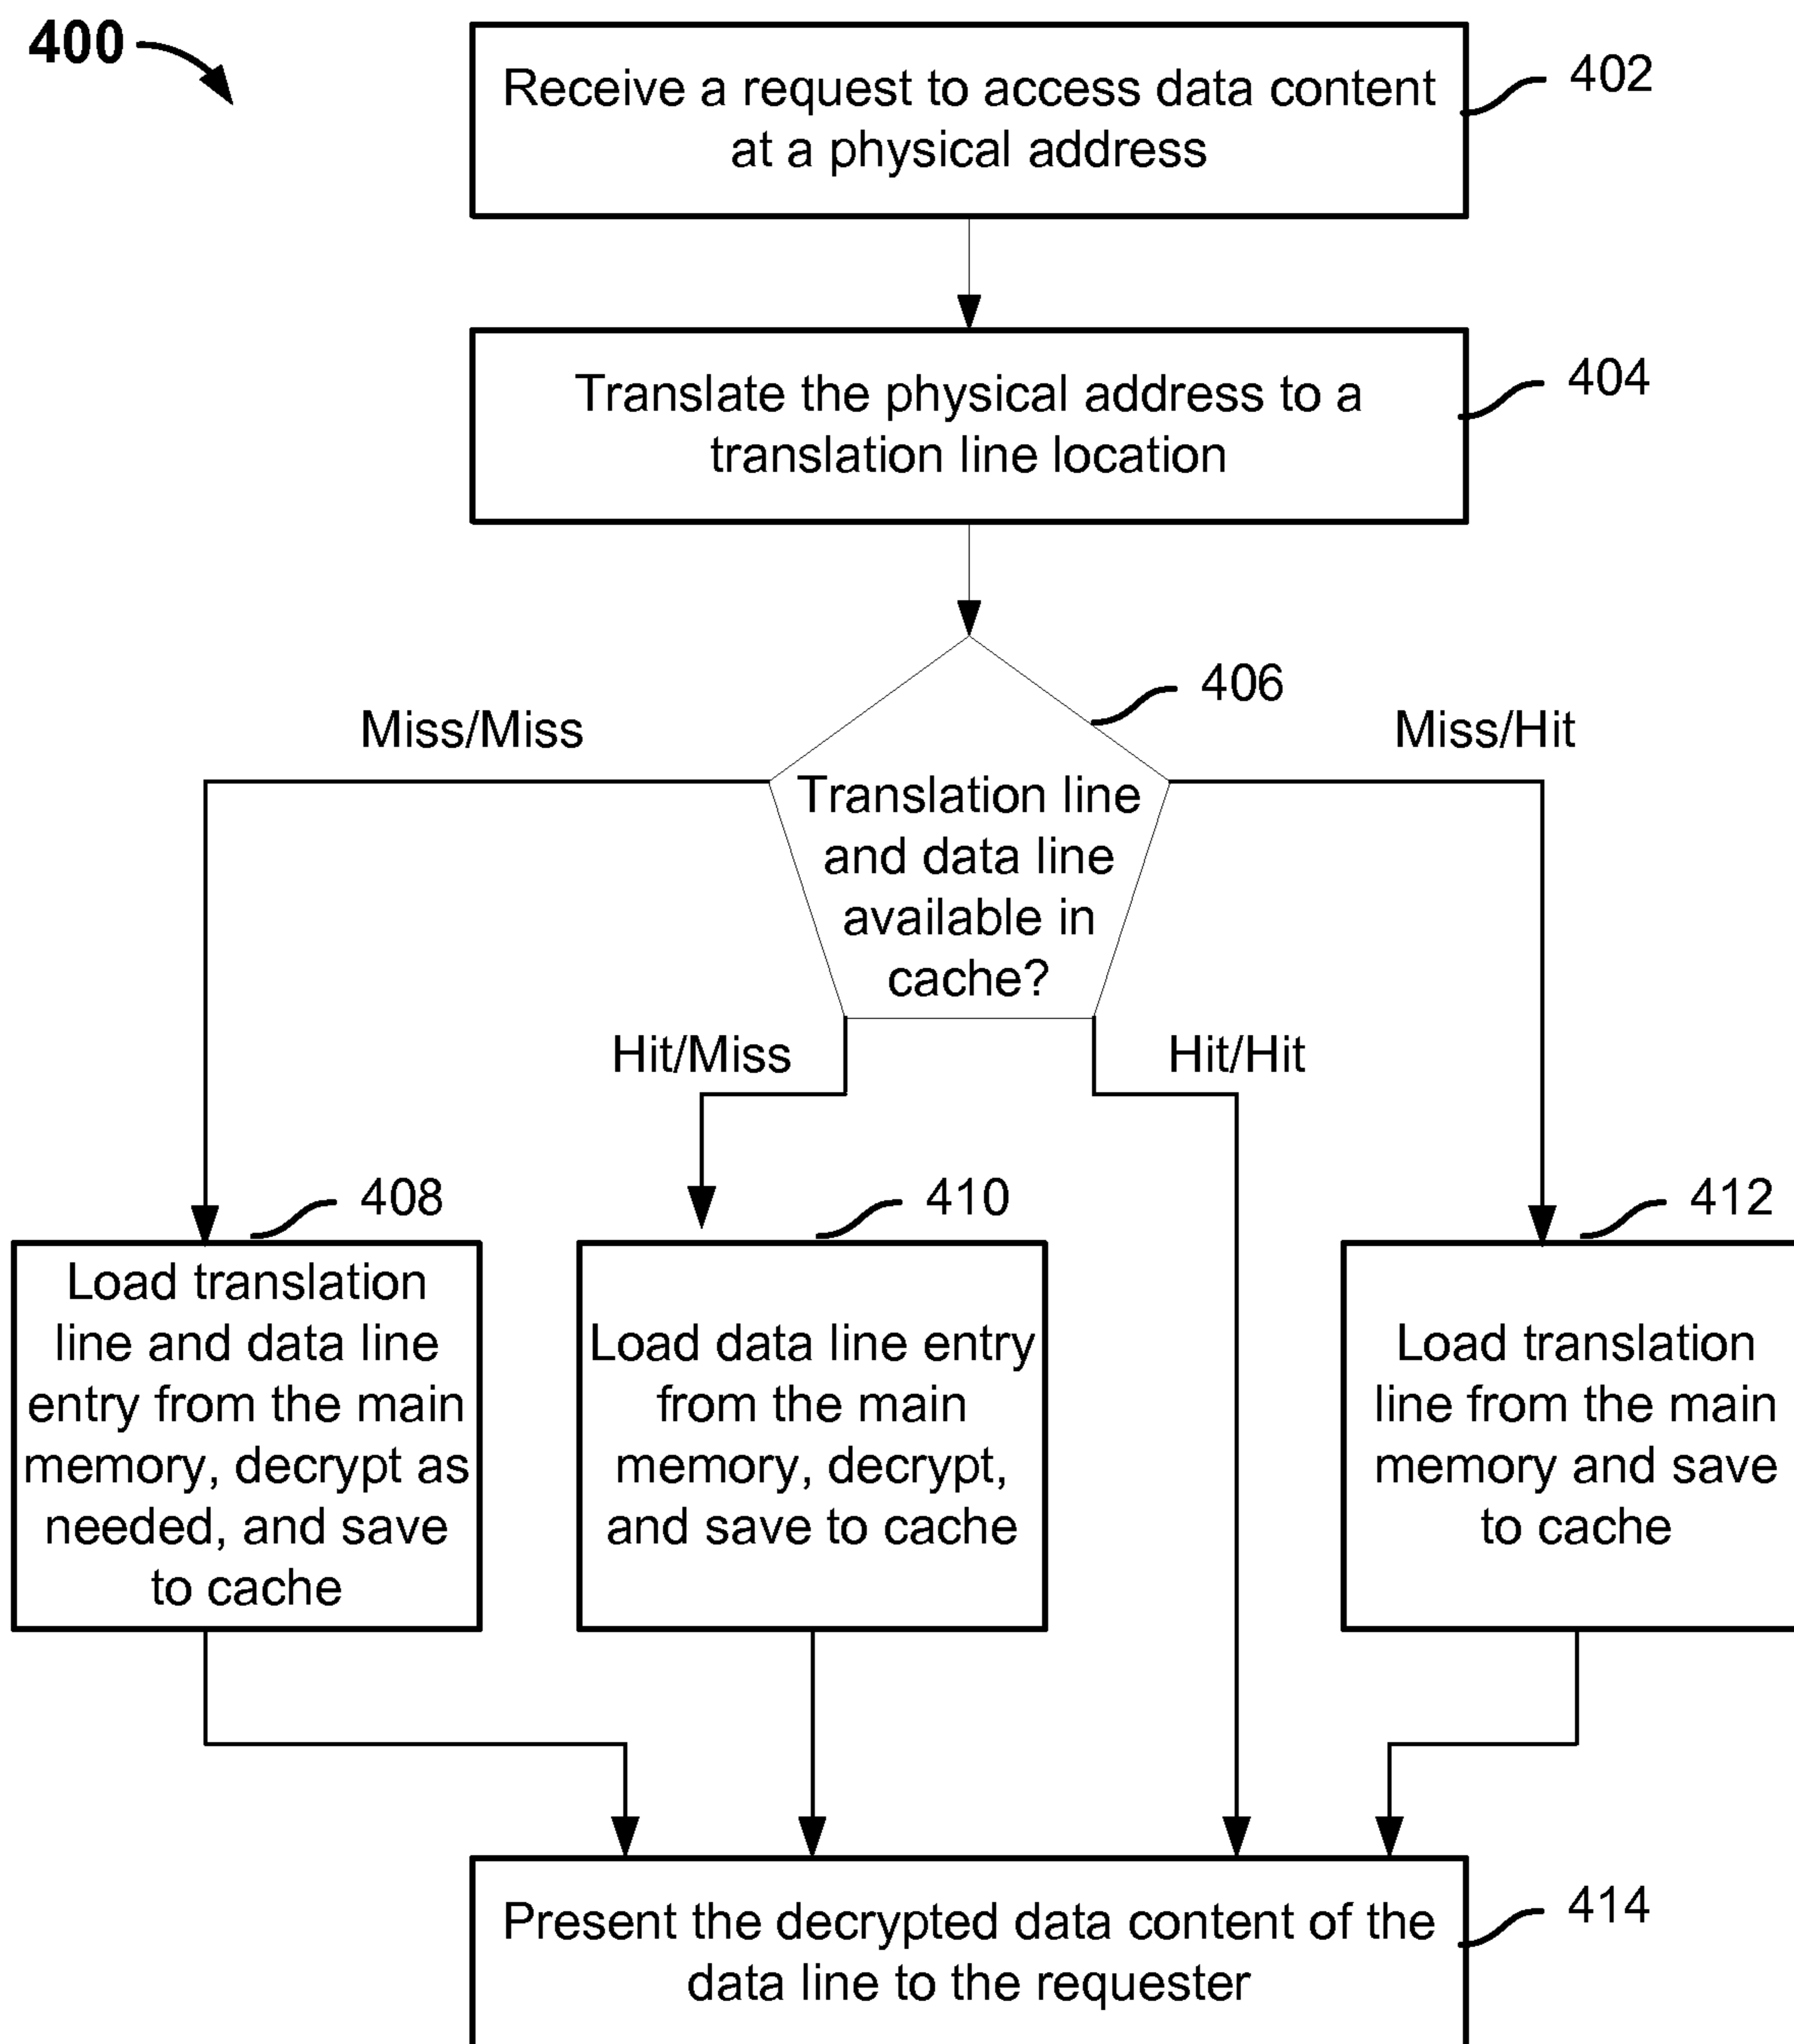 400
Receive a request to access data content
at a physical address
402
Translate the physical address to a
translation line location
404
406
Miss/Miss
Miss/Hit
Translation line
and data line
available in
cache?
Hit/Miss
Hit/Hit
408
410
412
Load translation
line and data line
entry from the main
memory, decrypt as
needed, and save
to cache
Load data line entry
from the main
memory, decrypt,
and save to cache
Load translation
line from the main
memory and save
to cache
Present the decrypted data content of the
data line to the requester
414